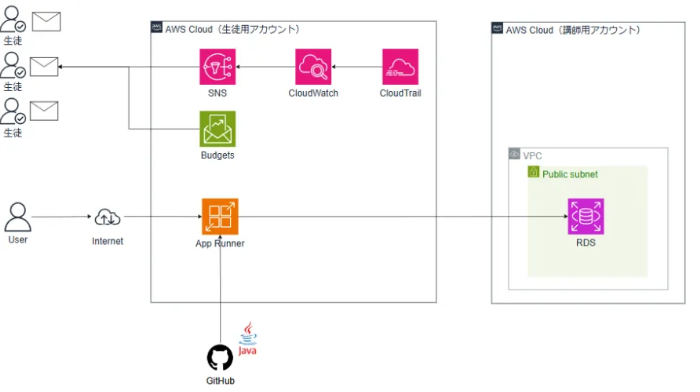 生徒
生徒
生徒
aws
AWS Cloud（生徒用アカウント）
SNS
CloudWatch
CloudTrail
Budgets
User
Internet
App Runner
Java
GitHub
aws
AWS Cloud（講師用アカウント）
VPC
Public subnet
RDS